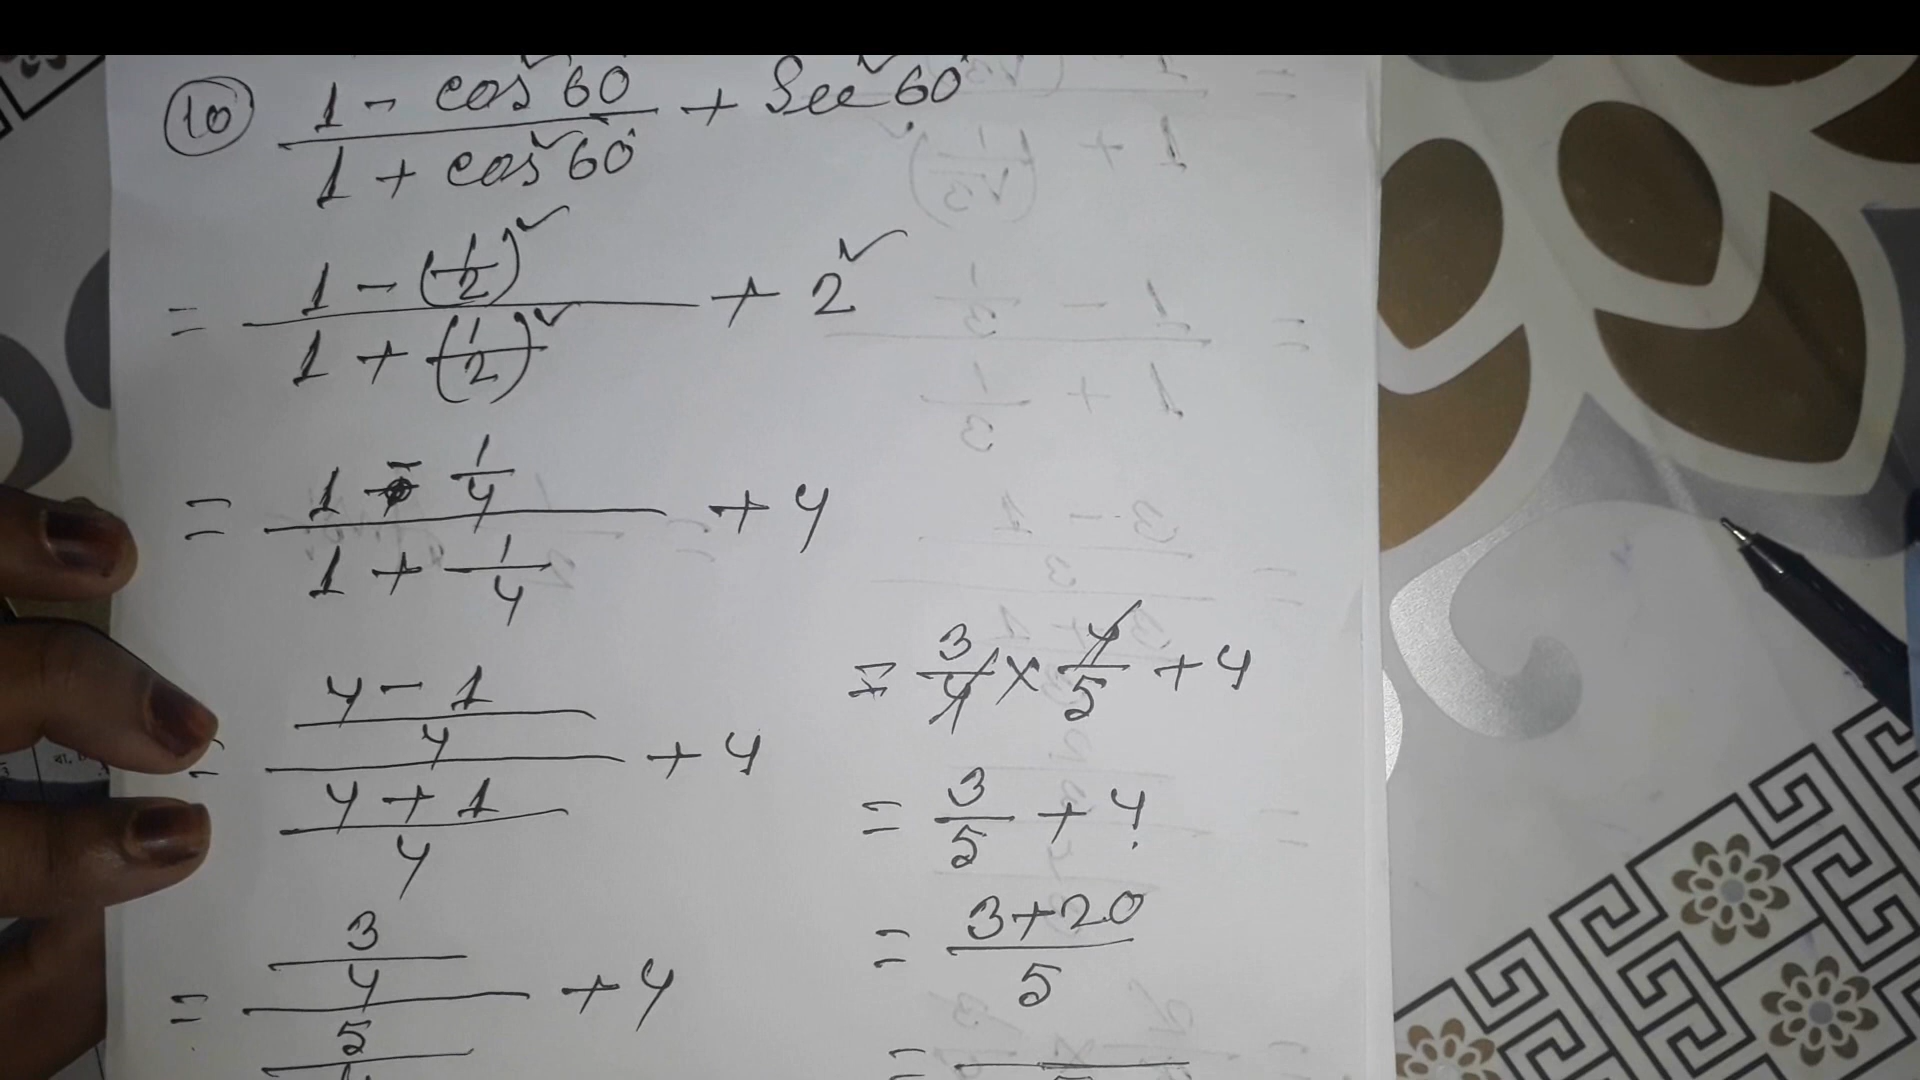 10 (1 - cos²60°)/(1 + cos²60°) + Sec²60°
= (1 - (1/2)²)/(1 + (1/2)²) + 2²
= (1 - 1/4)/(1 + 1/4) + 4
= ((4 - 1)/4)/((4 + 1)/4) + 4
= (3/4)/(5/
+ 4
= 3/4 × 4/5 + 4
= 3/5 + 4
= (3+20)/5
=